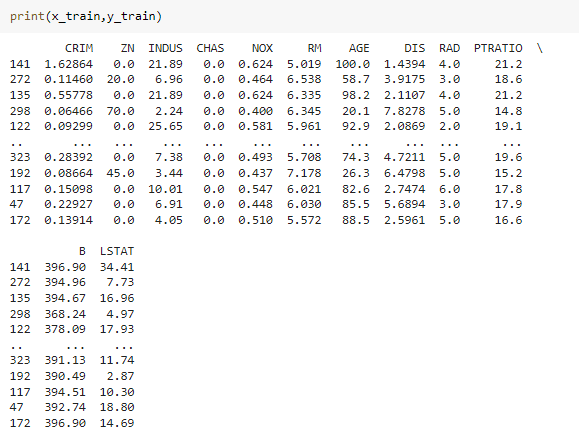 print(x_train,y_train)
CRIM ZN INDUS CHAS NOX RM AGE DIS RAD PTRATIO \
141 1.62864 0.0 21.89 0.0 0.624 5.019 100.0 1.4394 4.0 21.2
272 0.11460 20.0 6.96 0.0 0.464 6.538 58.7 3.9175 3.0 18.6
135 0.55778 0.0 21.89 0.0 0.624 6.335 98.2 2.1107 4.0 21.2
298 0.06466 70.0 2.24 0.0 0.400 6.345 20.1 7.8278 5.0 14.8
122 0.09299 0.0 25.65 0.0 0.581 5.961 92.9 2.0869 2.0 19.1
.. ... ... ... ... ... ... ... ... ... ...
323 0.28392 0.0 7.38 0.0 0.493 5.708 74.3 4.7211 5.0 19.6
192 0.08664 45.0 3.44 0.0 0.437 7.178 26.3 6.4798 5.0 15.2
117 0.15098 0.0 10.01 0.0 0.547 6.021 82.6 2.7474 6.0 17.8
47 0.22927 0.0 6.91 0.0 0.448 6.030 85.5 5.6894 3.0 17.9
172 0.13914 0.0 4.05 0.0 0.510 5.572 88.5 2.5961 5.0 16.6
B LSTAT
141 396.90 34.41
272 394.96 7.73
135 394.67 16.96
298 368.24 4.97
122 378.09 17.93
.. ... ...
323 391.13 11.74
192 390.49 2.87
117 394.51 10.30
47 392.74 18.80
172 396.90 14.69